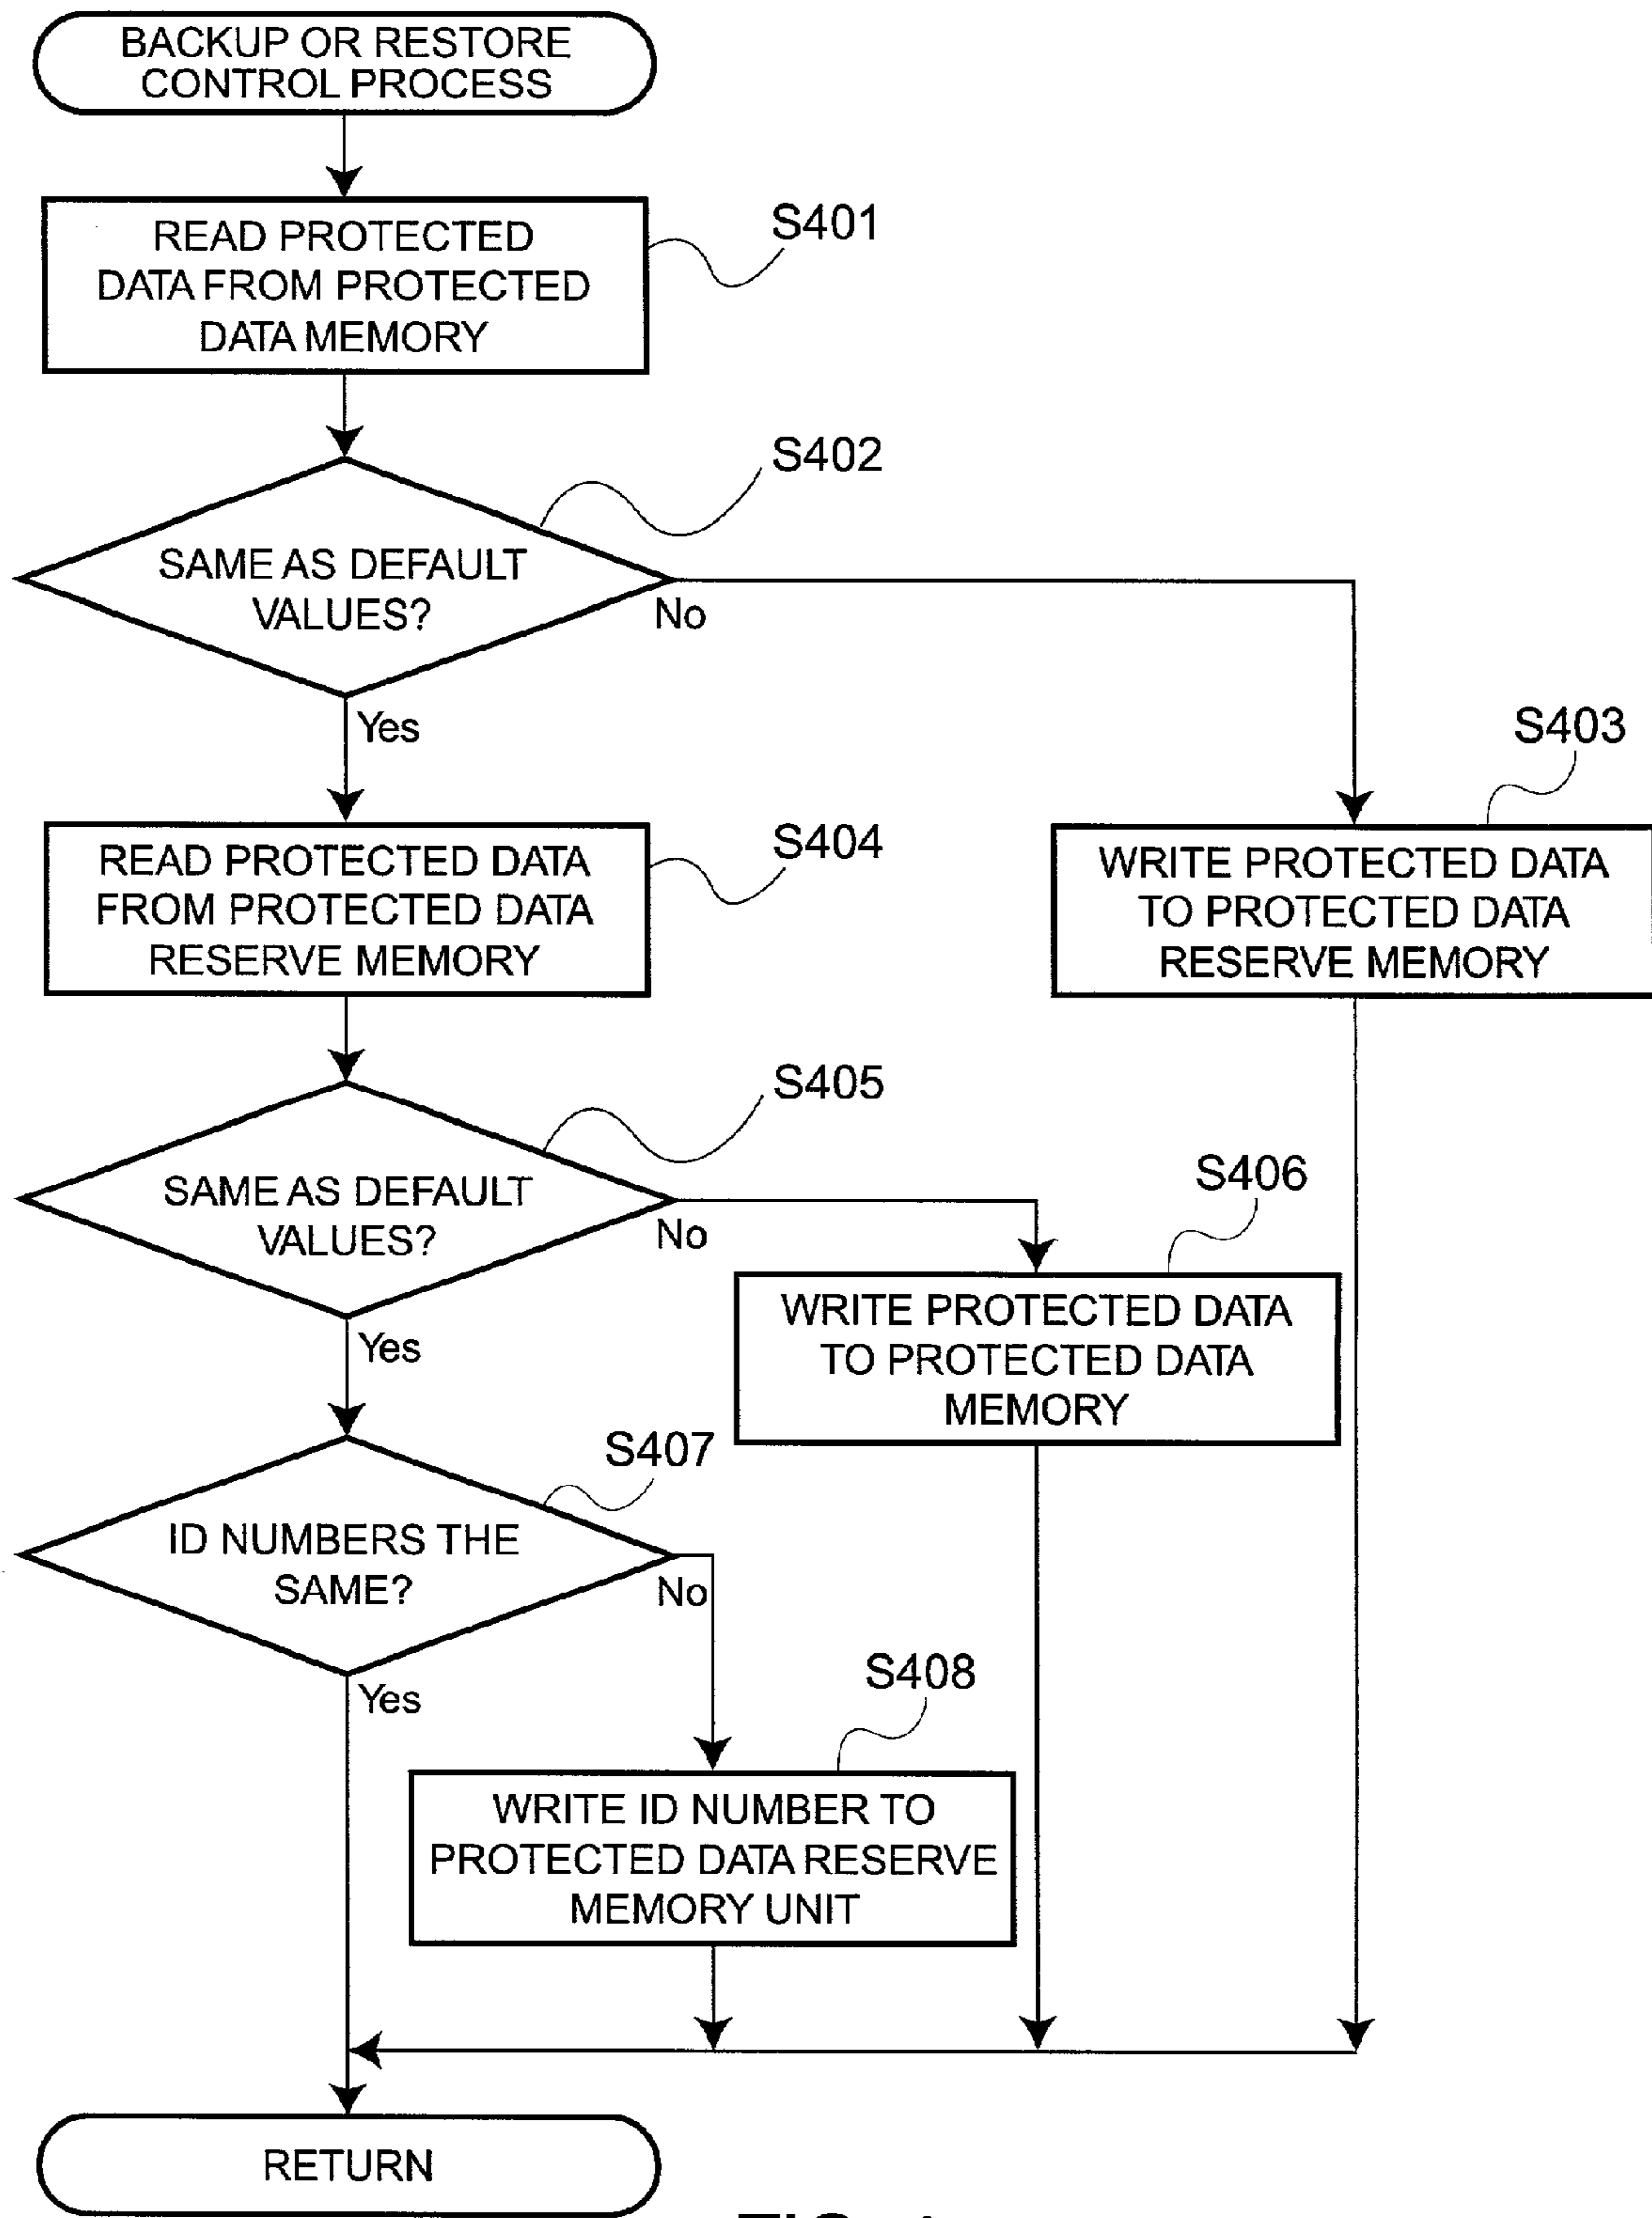 BACKUP OR RESTORE
CONTROL PROCESS
READ PROTECTED
DATA FROM PROTECTED
DATA MEMORY
S401
S402
SAME AS DEFAULT
VALUES?
No
Yes
S403
WRITE PROTECTED DATA
TO PROTECTED DATA
RESERVE MEMORY
S404
READ PROTECTED DATA
FROM PROTECTED DATA
RESERVE MEMORY
S405
SAME AS DEFAULT
VALUES?
No
Yes
S406
WRITE PROTECTED DATA
TO PROTECTED DATA
MEMORY
S407
ID NUMBERS THE
SAME?
No
Yes
S408
WRITE ID NUMBER TO
PROTECTED DATA RESERVE
MEMORY UNIT
RETURN